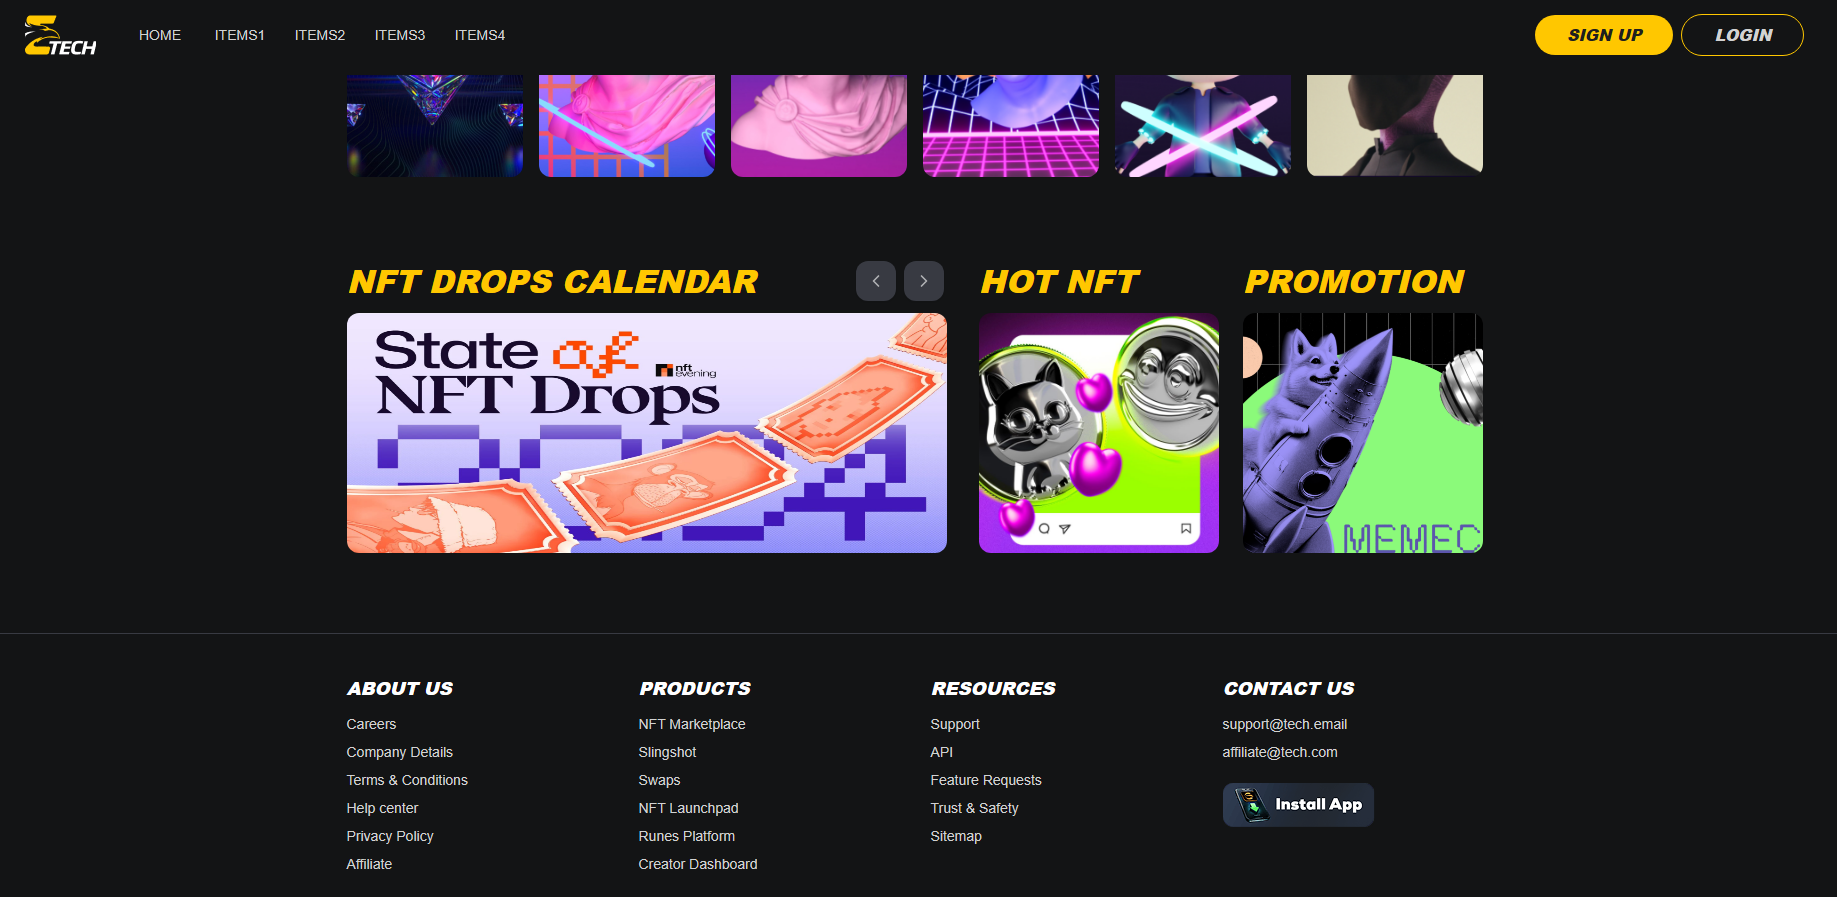 TECH
HOME ITEMS1 ITEMS2 ITEMS3 ITEMS4
SIGN UP LOGIN
NFT DROPS CALENDAR
HOT NFT
PROMOTION
State of
nft evening
NFT Drops
2024
MEMEC
ABOUT US
Careers
Company Details
Terms & Conditions
Help center
Privacy Policy
Affiliate
PRODUCTS
NFT Marketplace
Slingshot
Swaps
NFT Launchpad
Runes Platform
Creator Dashboard
RESOURCES
Support
API
Feature Requests
Trust & Safety
Sitemap
CONTACT US
support@tech.email
affiliate@tech.com
Install App